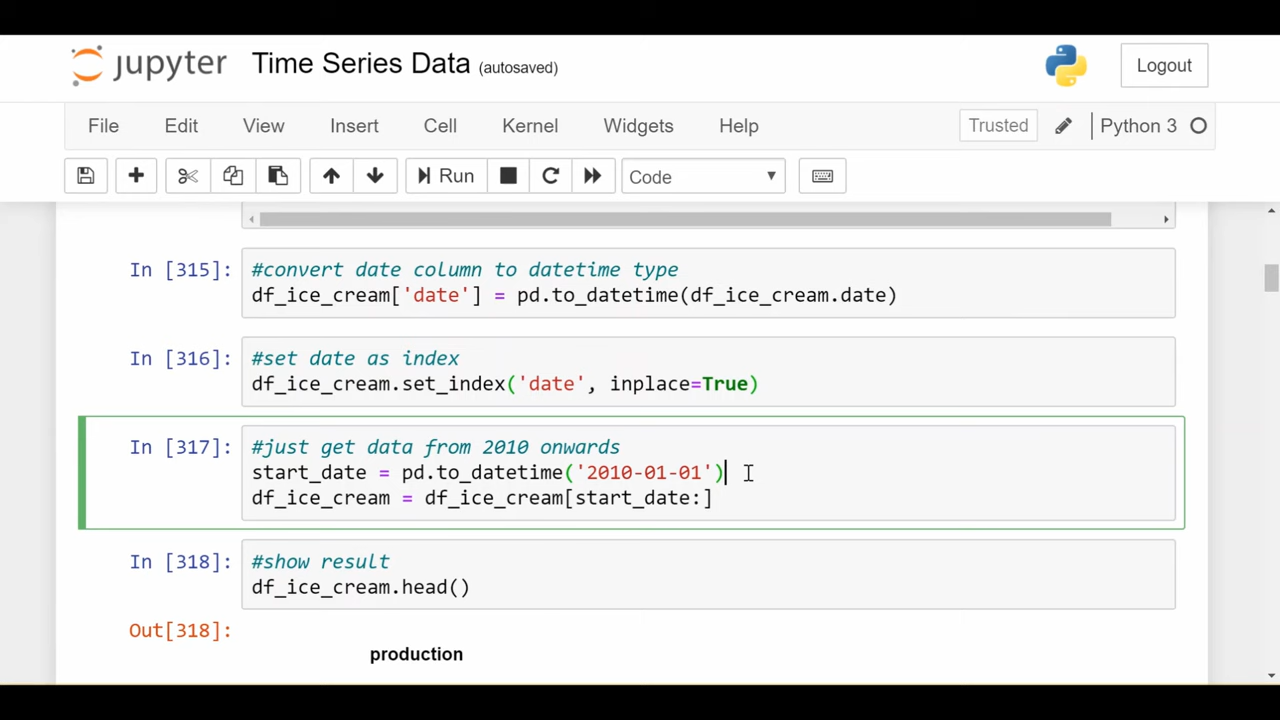 jupyter Time Series Data (autosaved) Logout
File Edit View Insert Cell Kernel Widgets Help Trusted Python 3
Run Code
In [315]: #convert date column to datetime type
df_ice_cream['date'] = pd.to_datetime(df_ice_cream.date)
In [316]: #set date as index
df_ice_cream.set_index('date', inplace=True)
In [317]: #just get data from 2010 onwards
start_date = pd.to_datetime('2010-01-01')
df_ice_cream = df_ice_cream[start_date:]
In [318]: #show result
df_ice_cream.head()
Out[318]:
production